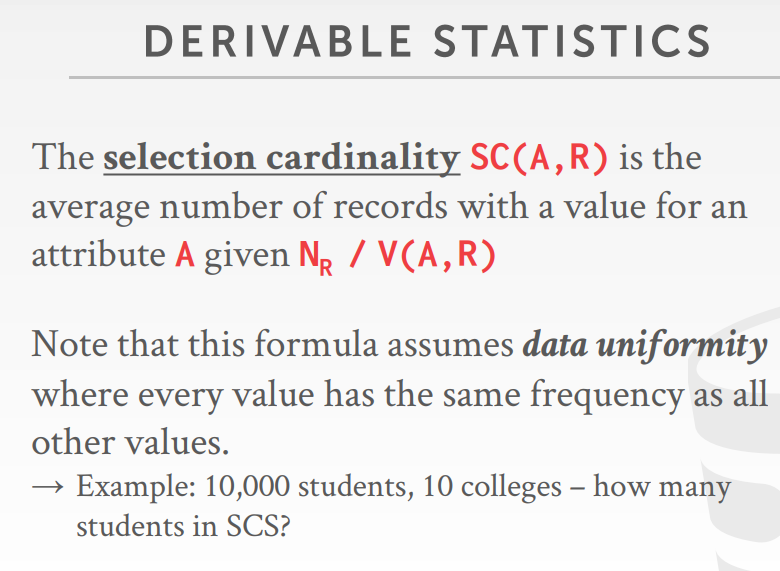 DERIVABLE STATISTICS
The selection cardinality SC(A,R) is the
average number of records with a value for an
attribute A given NR / V(A,R)
Note that this formula assumes data uniformity
where every value has the same frequency as all
other values.
→ Example: 10,000 students, 10 colleges – how many
students in SCS?